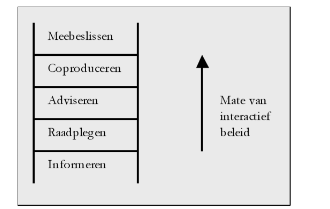 Meebeslissen
Coproduceren
Adviseren
Raadplegen
Informeren
Mate van
interactief
beleid